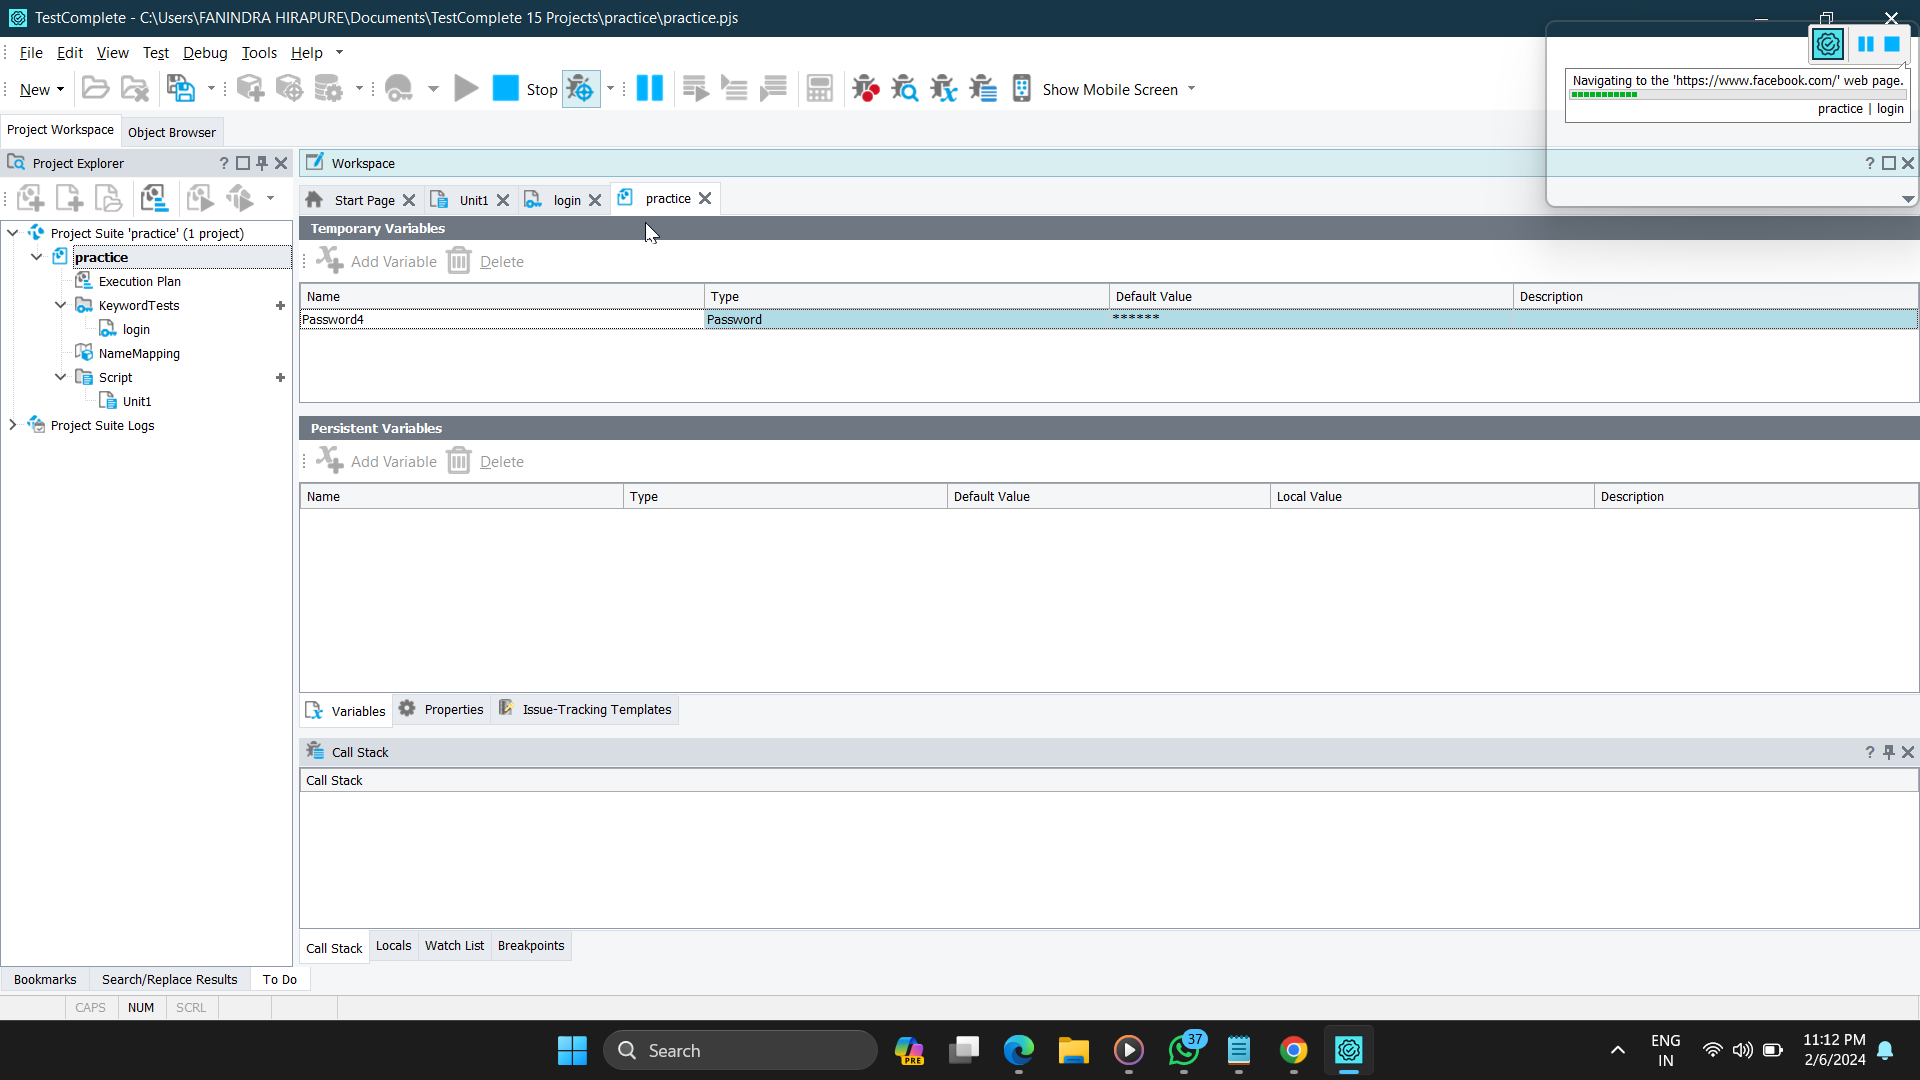 TestComplete - C:\Users\FANINDRA HIRAPURE\Documents\TestComplete 15 Projects\practice\practice.pjs
File Edit View Test Debug Tools Help
New Stop Show Mobile Screen
Navigating to the 'https://www.facebook.com/' web page.
practice | login
Project Workspace Object Browser
Project Explorer ?
Workspace ?
Start Page Unit1 login practice
Project Suite 'practice' (1 project)
practice
Execution Plan
KeywordTests
login
NameMapping
Script
Unit1
Project Suite Logs
Temporary Variables
Add Variable Delete
Name Type Default Value Description
Password4 Password ******
Persistent Variables
Add Variable Delete
Name Type Default Value Local Value Description
Variables Properties Issue-Tracking Templates
Call Stack ?
Call Stack
Call Stack Locals Watch List Breakpoints
Bookmarks Search/Replace Results To Do
CAPS NUM SCRL
Search
PRE
37
ENG
IN
11:12 PM
2/6/2024